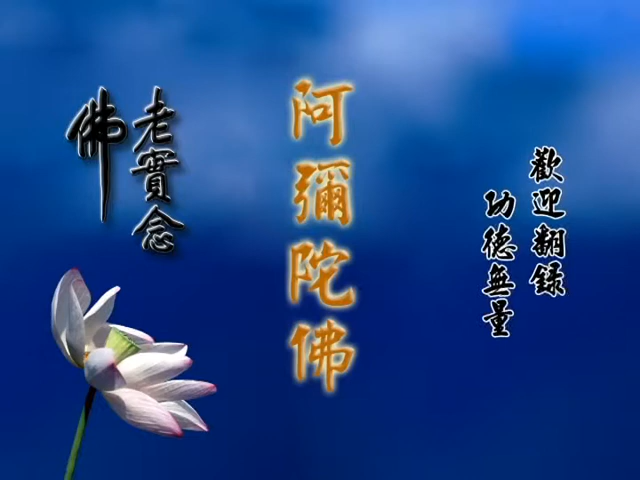 歡迎翻録
功德無量
阿彌陀佛
老實念
佛